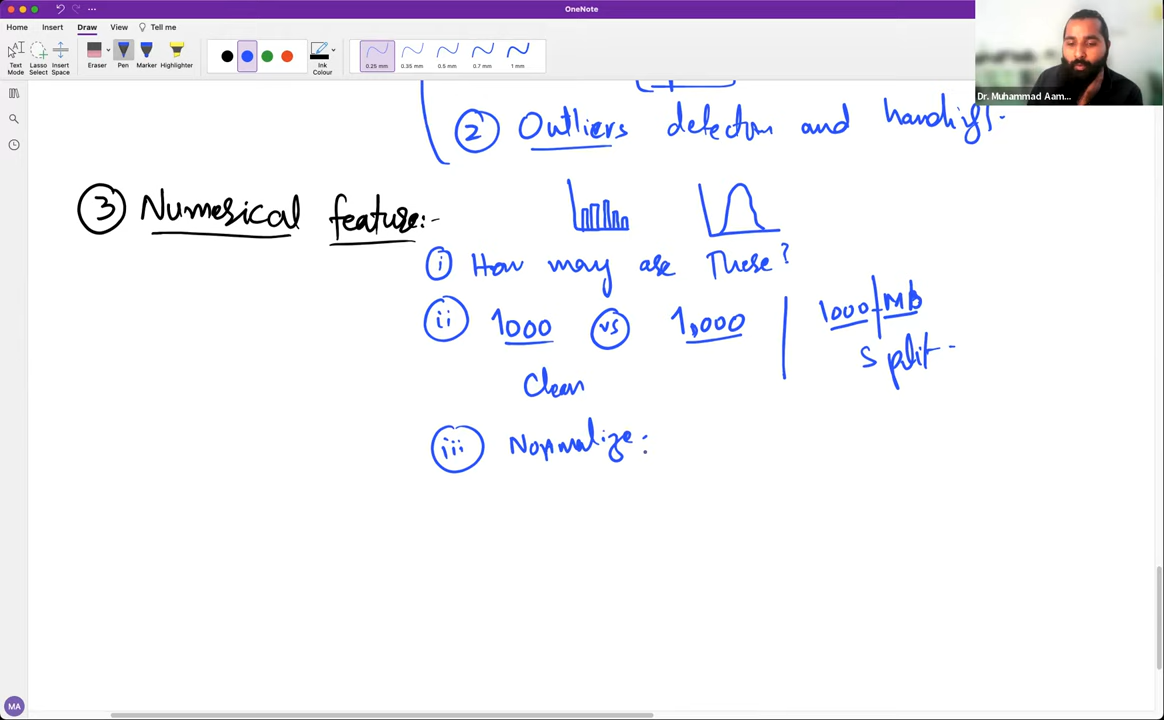 OneNote
Home Insert Draw View Tell me
Text Mode
Lasso Select
Insert Space
Eraser
Pen
Marker
Highlighter
Ink Colour
0.25 mm
0.35 mm
0.5 mm
0.7 mm
1 mm
Dr. Muhammad Aam...
2 Outliers detection and
3 Numerical feature:-
i How may are These?
ii 1000 vs 1,000 1000 MB
Split
Clean
iii Normalize:
MA